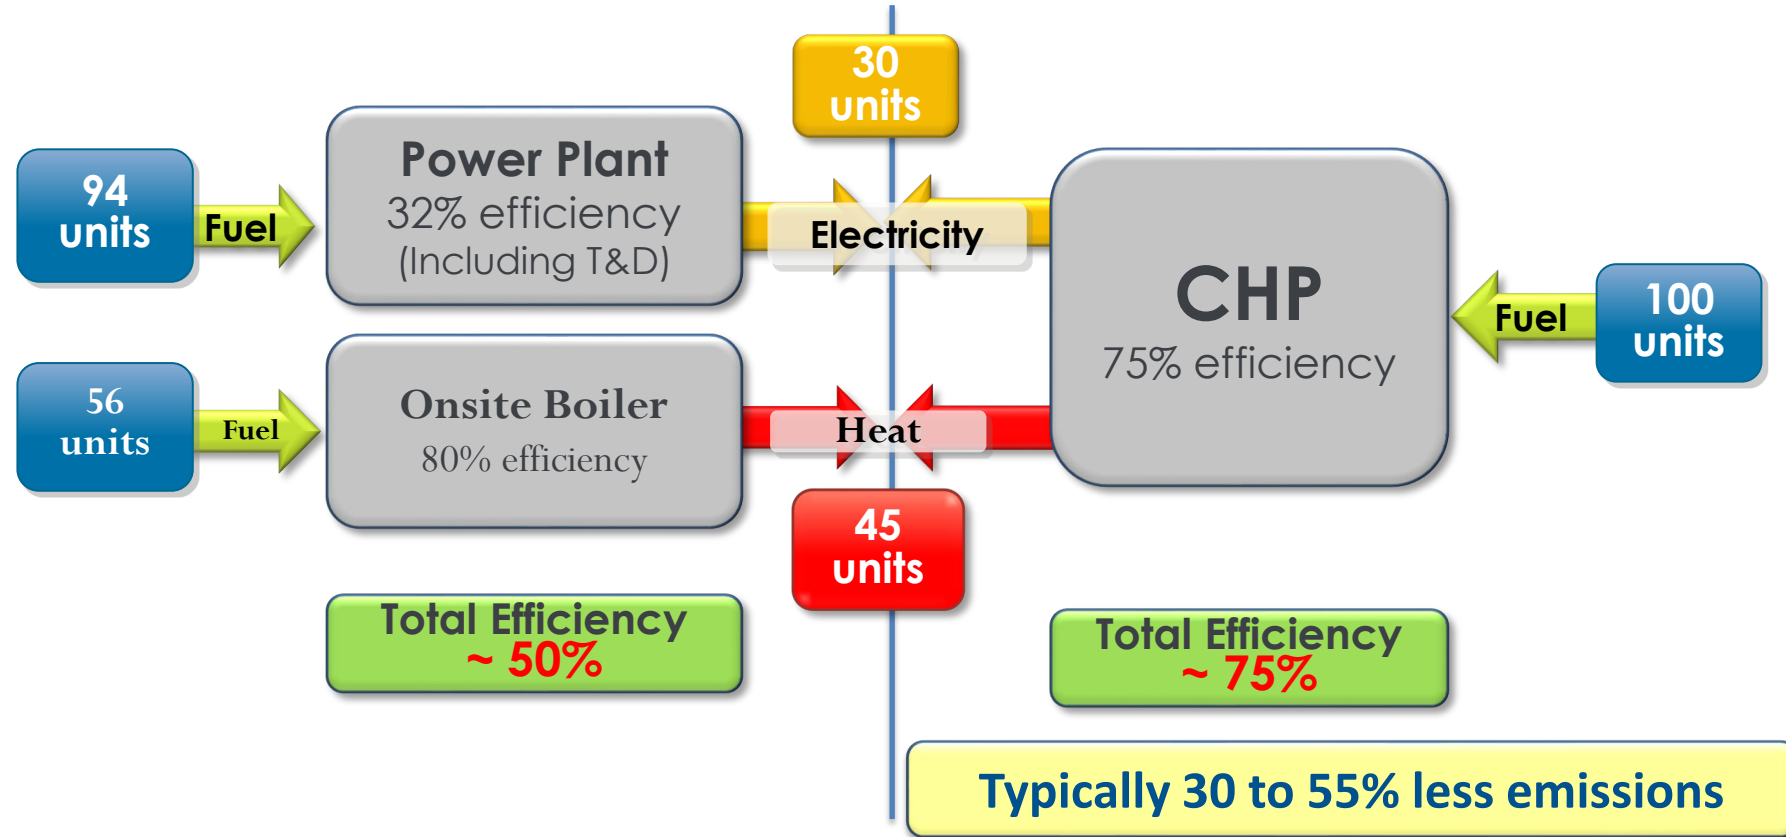 30
units
94
units
Fuel
Power Plant
32% efficiency
(Including T&D)
Electricity
CHP
75% efficiency
Fuel
100
units
56
units
Fuel
Onsite Boiler
80% efficiency
Heat
45
units
Total Efficiency
~ 50%
Total Efficiency
~ 75%
Typically 30 to 55% less emissions